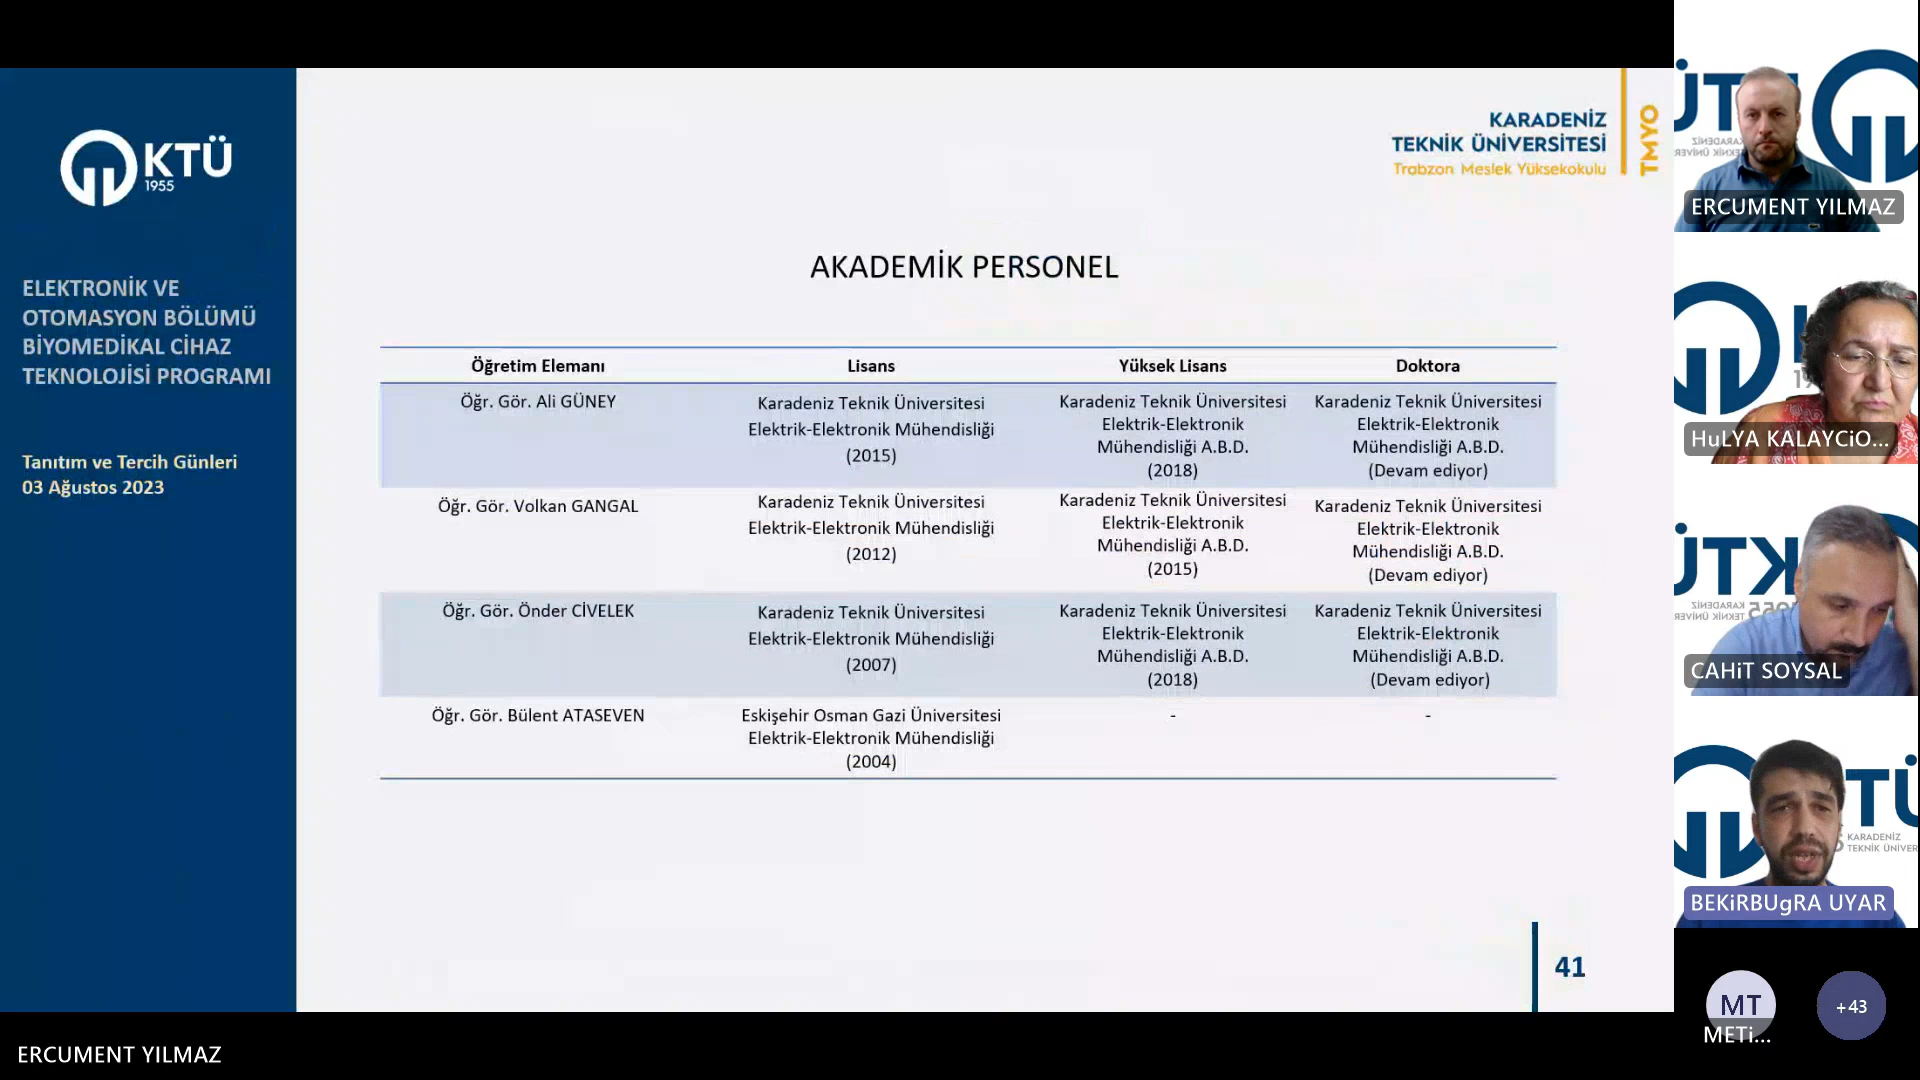 KTÜ
1955
ELEKTRONİK VE
OTOMASYON BÖLÜMÜ
BİYOMEDİKAL CİHAZ
TEKNOLOJİSİ PROGRAMI
Tanıtım ve Tercih Günleri
03 Ağustos 2023
KARADENİZ
TEKNİK ÜNİVERSİTESİ
Trabzon Meslek Yüksekokulu
TMYO
AKADEMİK PERSONEL
Öğretim Elemanı Lisans Yüksek Lisans Doktora
Öğr. Gör. Ali GÜNEY
Karadeniz Teknik Üniversitesi
Elektrik-Elektronik Mühendisliği
(2015)
Karadeniz Teknik Üniversitesi
Elektrik-Elektronik
Mühendisliği A.B.D.
(2018)
Karadeniz Teknik Üniversitesi
Elektrik-Elektronik
Mühendisliği A.B.D.
(Devam ediyor)
Öğr. Gör. Volkan GANGAL
Karadeniz Teknik Üniversitesi
Elektrik-Elektronik Mühendisliği
(2012)
Karadeniz Teknik Üniversitesi
Elektrik-Elektronik
Mühendisliği A.B.D.
(2015)
Karadeniz Teknik Üniversitesi
Elektrik-Elektronik
Mühendisliği A.B.D.
(Devam ediyor)
Öğr. Gör. Önder CİVELEK
Karadeniz Teknik Üniversitesi
Elektrik-Elektronik Mühendisliği
(2007)
Karadeniz Teknik Üniversitesi
Elektrik-Elektronik
Mühendisliği A.B.D.
(2018)
Karadeniz Teknik Üniversitesi
Elektrik-Elektronik
Mühendisliği A.B.D.
(Devam ediyor)
Öğr. Gör. Bülent ATASEVEN
Eskişehir Osman Gazi Üniversitesi
Elektrik-Elektronik Mühendisliği
(2004)
-
-
41
ERCUMENT YILMAZ
ERCUMENT YILMAZ
HuLYA KALAYCiO...
CAHiT SOYSAL
KARADENİZ
TEKNİK ÜNİVER
BEKiRBUgRA UYAR
MT
METi...
+43